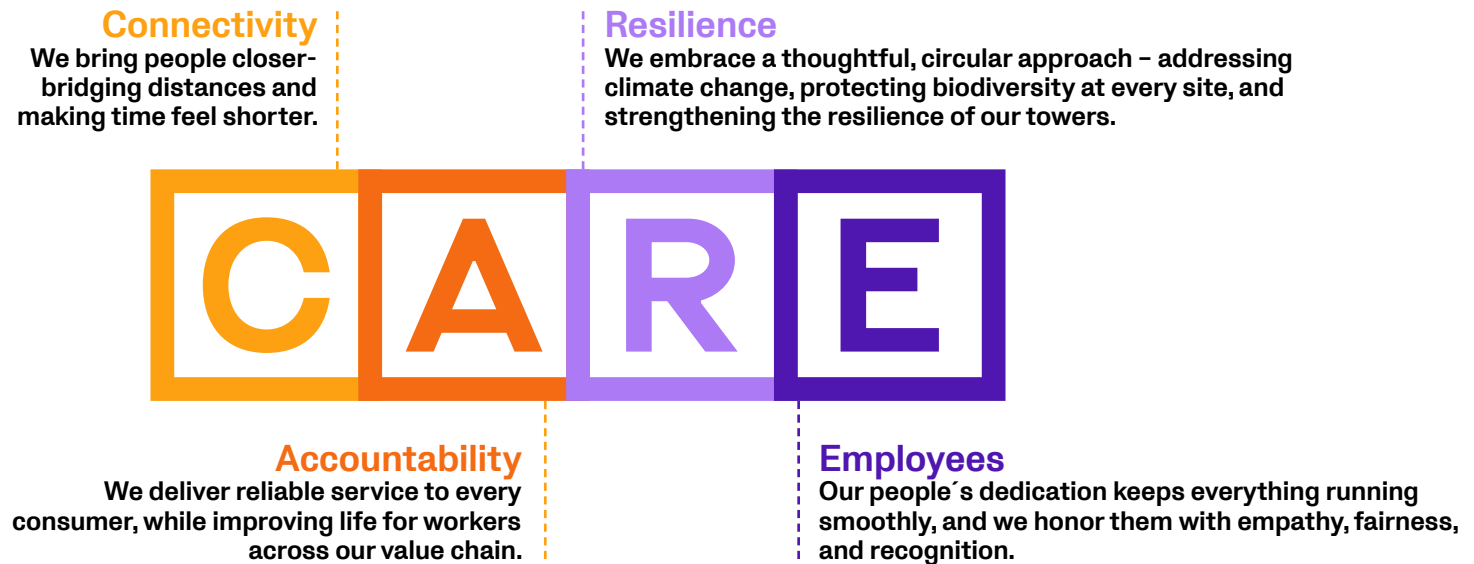 Connectivity
We bring people closer-
bridging distances and
making time feel shorter.
Resilience
We embrace a thoughtful, circular approach – addressing
climate change, protecting biodiversity at every site, and
strengthening the resilience of our towers.
C A R E
Accountability
We deliver reliable service to every
consumer, while improving life for workers
across our value chain.
Employees
Our people´s dedication keeps everything running
smoothly, and we honor them with empathy, fairness,
and recognition.